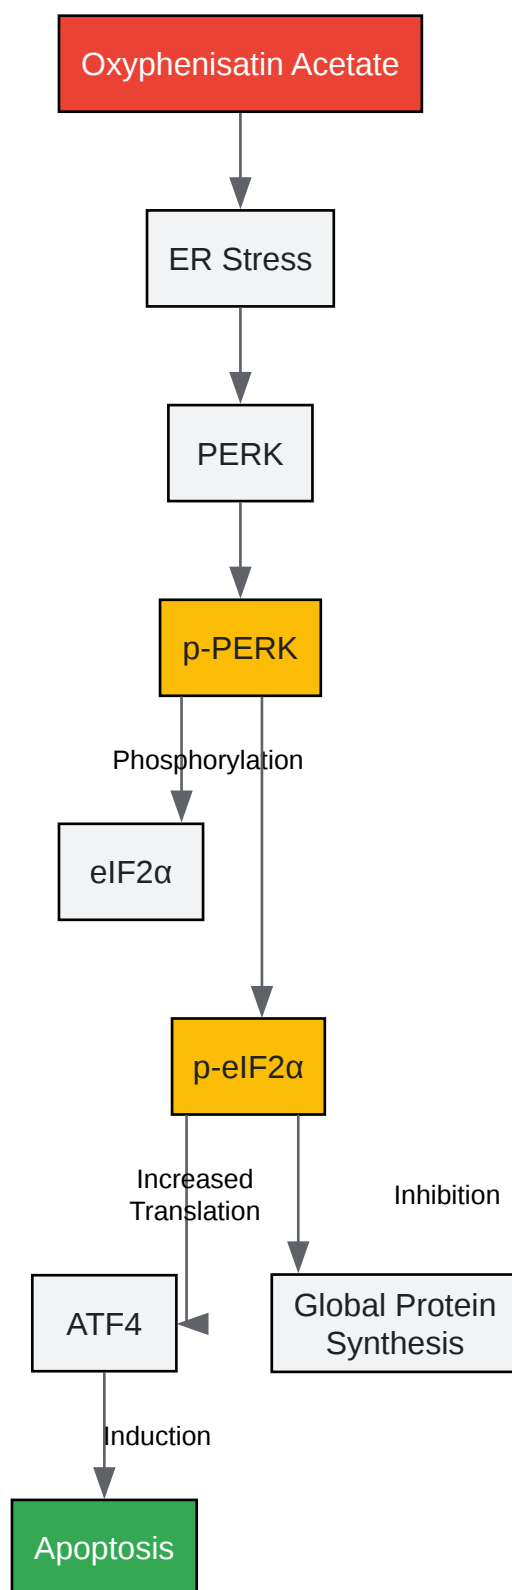 Oxyphenisatin Acetate
ER Stress
PERK
p-PERK
Phosphorylation
eIF2α
p-eIF2α
Increased
Translation
Inhibition
ATF4
Global Protein
Synthesis
Induction
Apoptosis